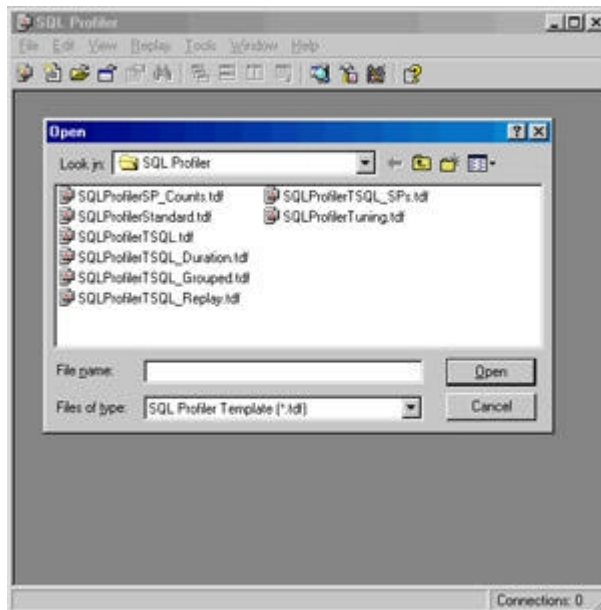 SQL Profiler
File Edit View Replay Tools Window Help
Open
Look in: SQL Profiler
SQLProfilerSP_Counts.tdf
SQLProfilerStandard.tdf
SQLProfilerTSQL.tdf
SQLProfilerTSQL_Duration.tdf
SQLProfilerTSQL_Grouped.tdf
SQLProfilerTSQL_Replay.tdf
SQLProfilerTSQL_SPs.tdf
SQLProfilerTuning.tdf
File name:
Open
Files of type: SQL Profiler Template (*.tdf)
Cancel
Connections: 0